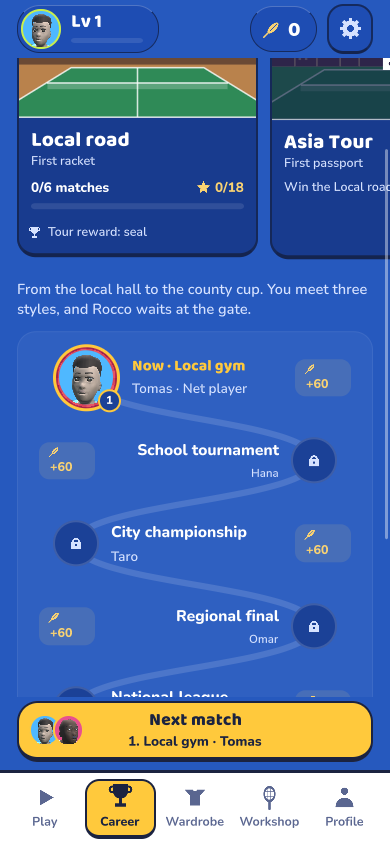 Lv 1
0
Local road
First racket
0/6 matches
0/18
Tour reward: seal
Asia Tour
First passport
Win the Local road
From the local hall to the county cup. You meet three
styles, and Rocco waits at the gate.
Now · Local gym
Tomas · Net player
+60
1
School tournament
Hana
+60
City championship
Taro
+60
Regional final
Omar
+60
National league
Next match
1. Local gym · Tomas
Play
Career
Wardrobe
Workshop
Profile